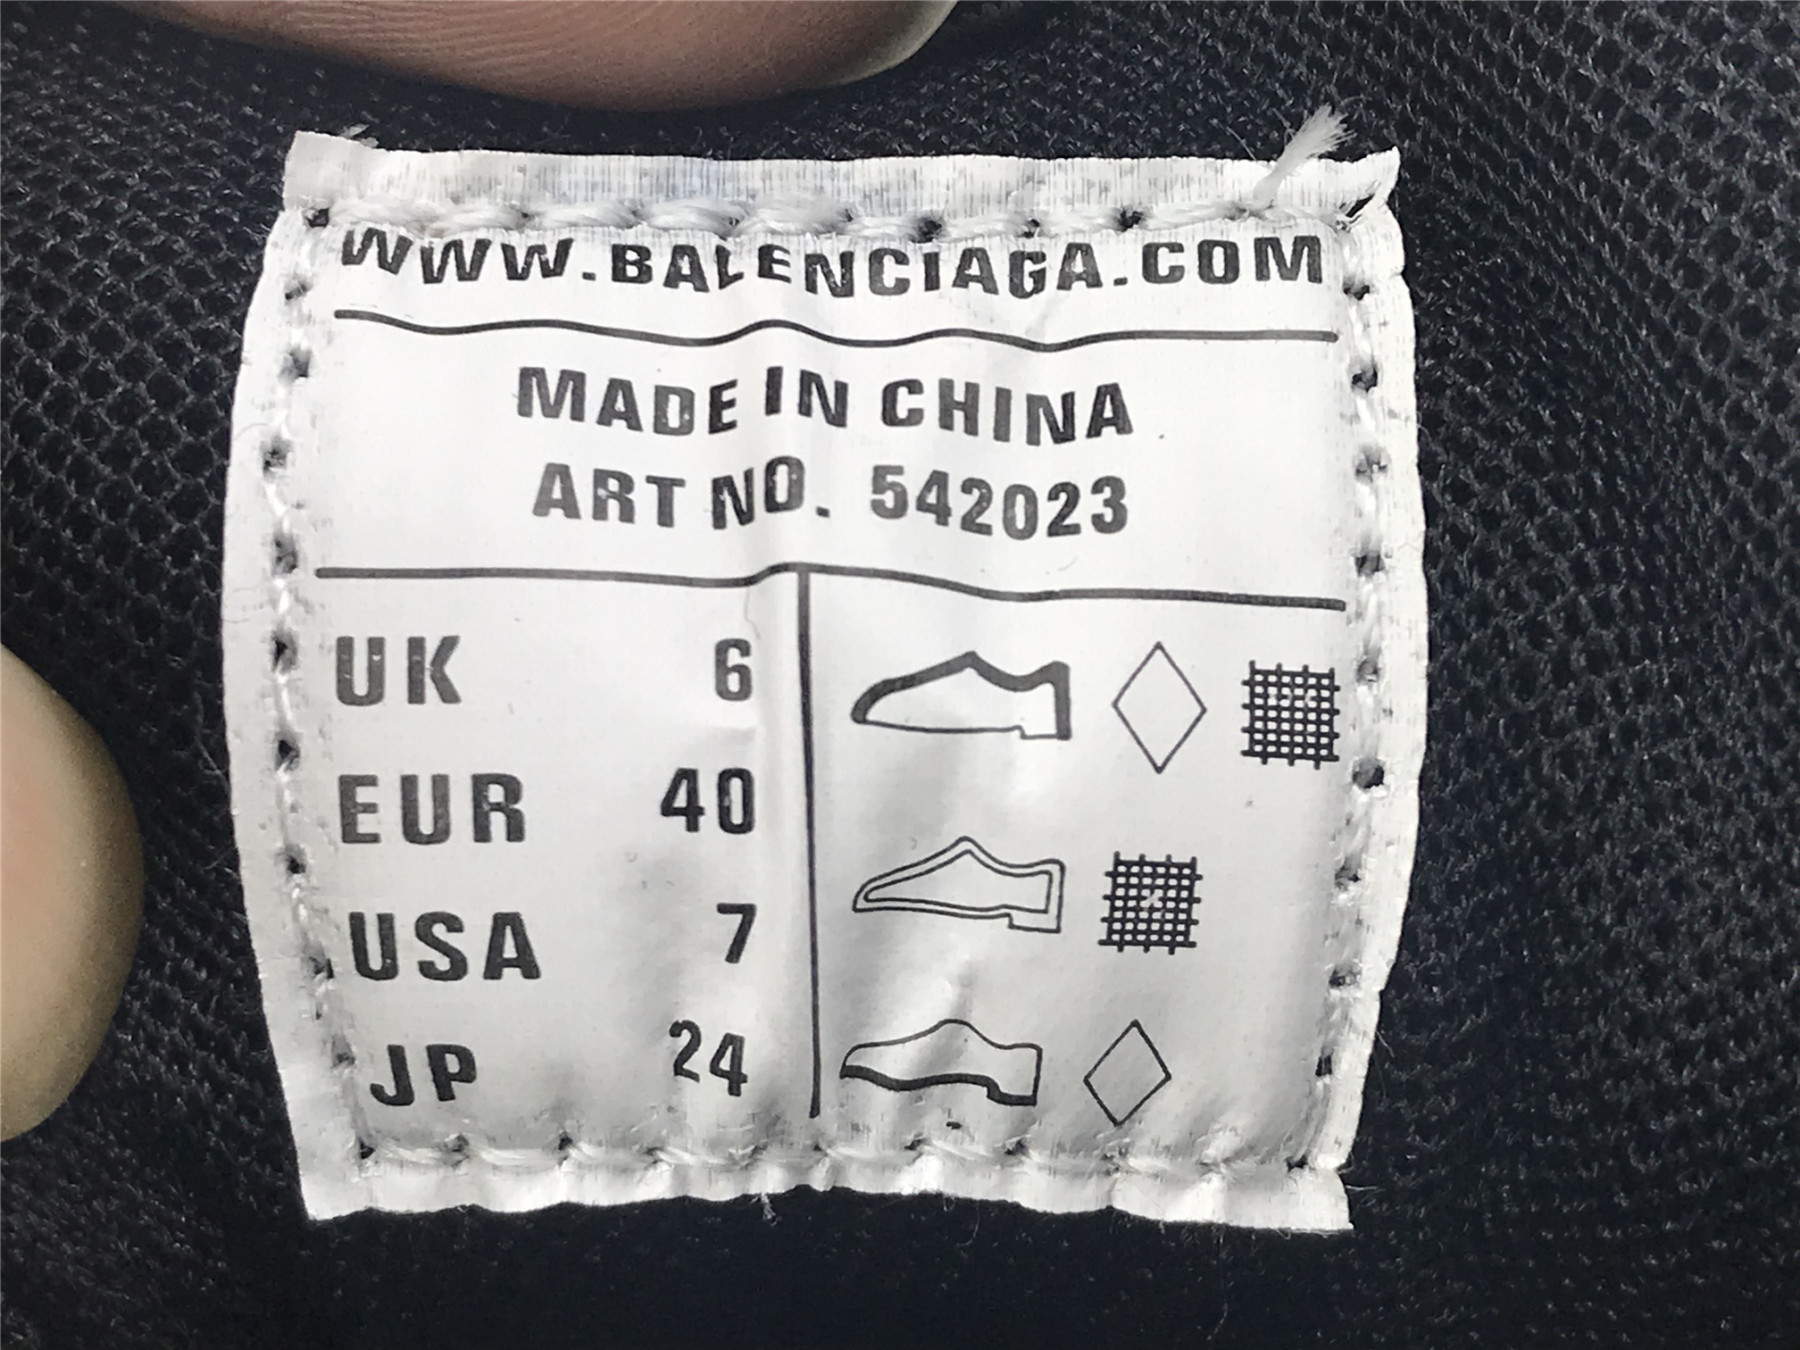 WWW.BALENCIAGA.COM
MADE IN CHINA
ART NO. 542023
UK 6
EUR 40
USA 7
JP 24